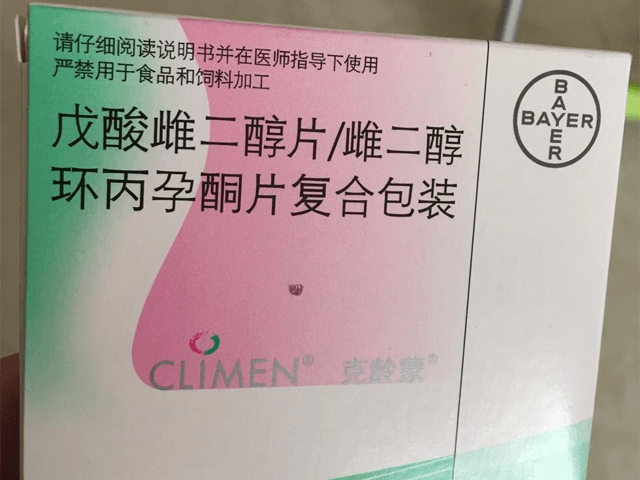 请仔细阅读说明书并在医师指导下使用
严禁用于食品和饲料加工
戊酸雌二醇片/雌二醇
环丙孕酮片复合包装
BAYER
BAYER
CLIMEN® 克龄蒙®